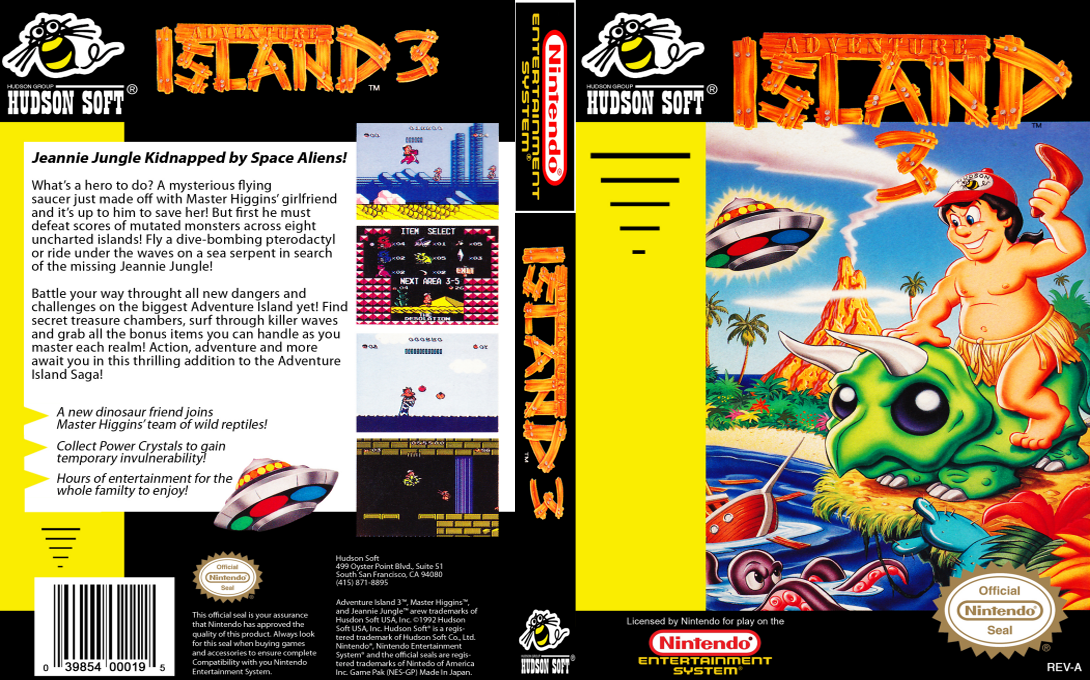 HUDSON GROUP
HUDSON SOFT®
ADVENTURE
ISLAND 3
™
Jeannie Jungle Kidnapped by Space Aliens!
What's a hero to do? A mysterious flying
saucer just made off with Master Higgins' girlfriend
and it's up to him to save her! But first he must
defeat scores of mutated monsters across eight
uncharted islands! Fly a dive-bombing pterodactyl
or ride under the waves on a sea serpent in search
of the missing Jeannie Jungle!
Battle your way throught all new dangers and
challenges on the biggest Adventure Island yet! Find
secret treasure chambers, surf through killer waves
and grab all the bonus items you can handle as you
master each realm! Action, adventure and more
await you in this thrilling addition to the Adventure
Island Saga!
A new dinosaur friend joins
Master Higgins' team of wild reptiles!
Collect Power Crystals to gain
temporary invulnerability!
Hours of entertainment for the
whole familty to enjoy!
ITEM SELECT
EXIT
NEXT AREA 3-5
DESOLATION
0 39854 00019 5
Official
Nintendo
Seal
This official seal is your assurance
that Nintendo has approved the
quality of this product. Always look
for this seal when buying games
and accessories to ensure complete
Compatibility with you Nintendo
Entertainment System.
Hudson Soft
499 Oyster Point Blvd., Suite 51
South San Francisco, CA 94080
(415) 871-8895
Adventure Island 3™, Master Higgins™,
and Jeannie Jungle™ arew trademarks of
Husdon Soft USA, Inc. ©1992 Hudson
Soft USA, Inc. Hudson Soft® is a regis-
tered trademark of Hudson Soft Co., Ltd.
Nintendo®, Nintendo Entertainment
System® and the official seals are regis-
tered trademarks of Nintedo of America
Inc. Game Pak (NES-GP) Made In Japan.
Nintendo®
ENTERTAINMENT
SYSTEM®
ADVENTURE
ISLAND 3
™
HUDSON GROUP
HUDSON SOFT®
HUDSON GROUP
HUDSON SOFT®
ADVENTURE
ISLAND
™
3
HUDSON
Licensed by Nintendo for play on the
Nintendo®
ENTERTAINMENT
SYSTEM®
Official
Nintendo
Seal
®
REV-A